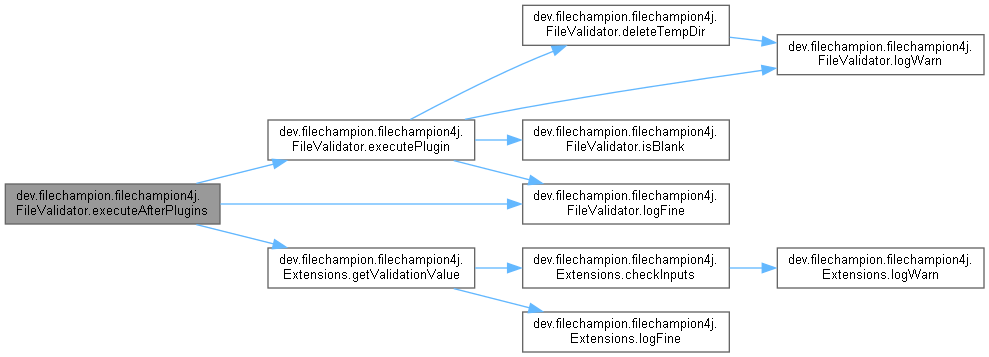 dev.filechampion.filechampion4j.
FileValidator.executeAfterPlugins
dev.filechampion.filechampion4j.
FileValidator.executePlugin
dev.filechampion.filechampion4j.
FileValidator.deleteTempDir
dev.filechampion.filechampion4j.
FileValidator.logWarn
dev.filechampion.filechampion4j.
FileValidator.isBlank
dev.filechampion.filechampion4j.
FileValidator.logFine
dev.filechampion.filechampion4j.
Extensions.getValidationValue
dev.filechampion.filechampion4j.
Extensions.checkInputs
dev.filechampion.filechampion4j.
Extensions.logWarn
dev.filechampion.filechampion4j.
Extensions.logFine